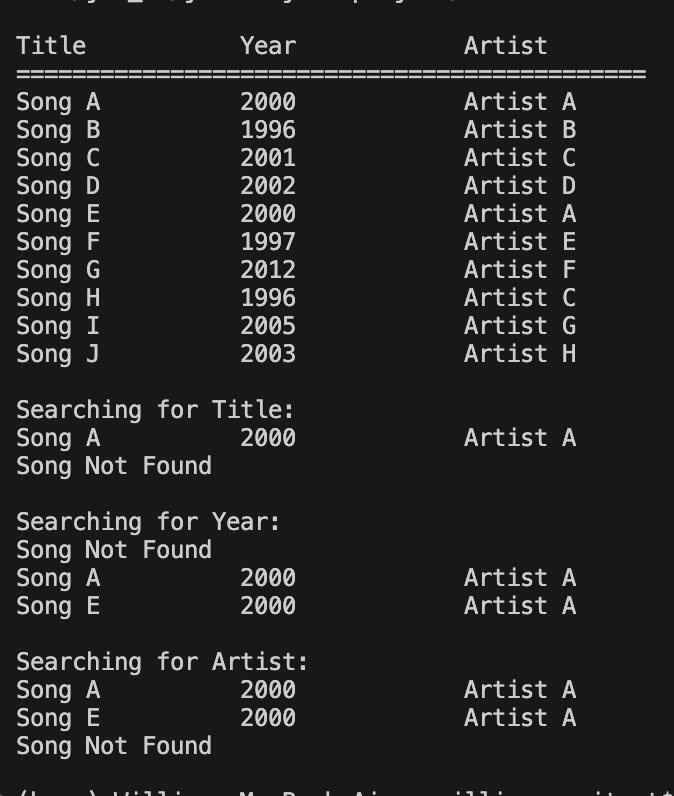 Title Year Artist
=============================================
Song A 2000 Artist A
Song B 1996 Artist B
Song C 2001 Artist C
Song D 2002 Artist D
Song E 2000 Artist A
Song F 1997 Artist E
Song G 2012 Artist F
Song H 1996 Artist C
Song I 2005 Artist G
Song J 2003 Artist H
Searching for Title:
Song A 2000 Artist A
Song Not Found
Searching for Year:
Song Not Found
Song A 2000 Artist A
Song E 2000 Artist A
Searching for Artist:
Song A 2000 Artist A
Song E 2000 Artist A
Song Not Found